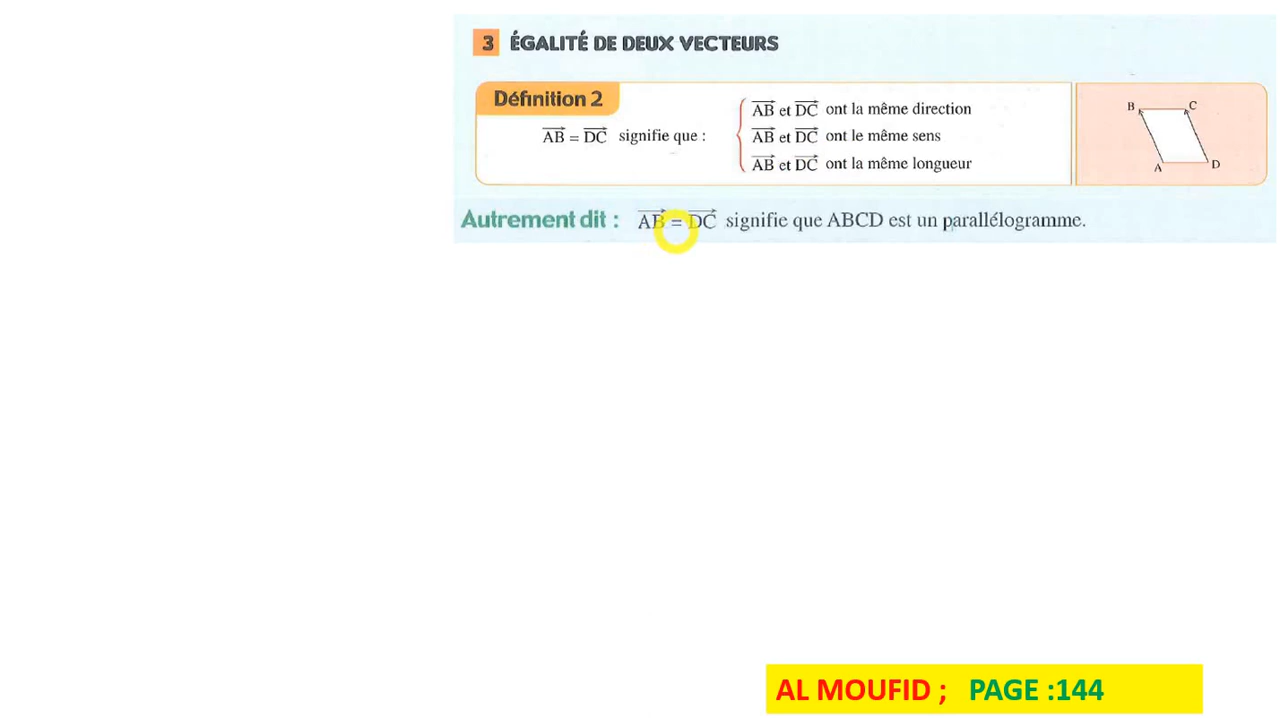 3 ÉGALITÉ DE DEUX VECTEURS
Définition 2
AB = DC signifie que :
AB et DC ont la même direction
AB et DC ont le même sens
AB et DC ont la même longueur
B C
A D
Autrement dit : AB = DC signifie que ABCD est un parallélogramme.
AL MOUFID ; PAGE :144